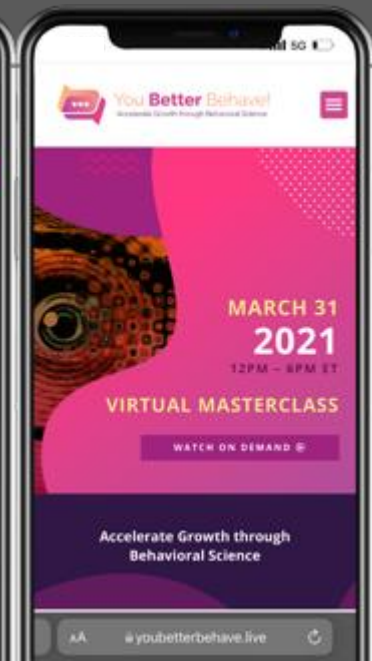 5G
You Better Behave!
Accelerate Growth through Behavioral Science
MARCH 31
2021
12PM – 6PM ET
VIRTUAL MASTERCLASS
WATCH ON DEMAND
Accelerate Growth through
Behavioral Science
AA youbetterbehave.live